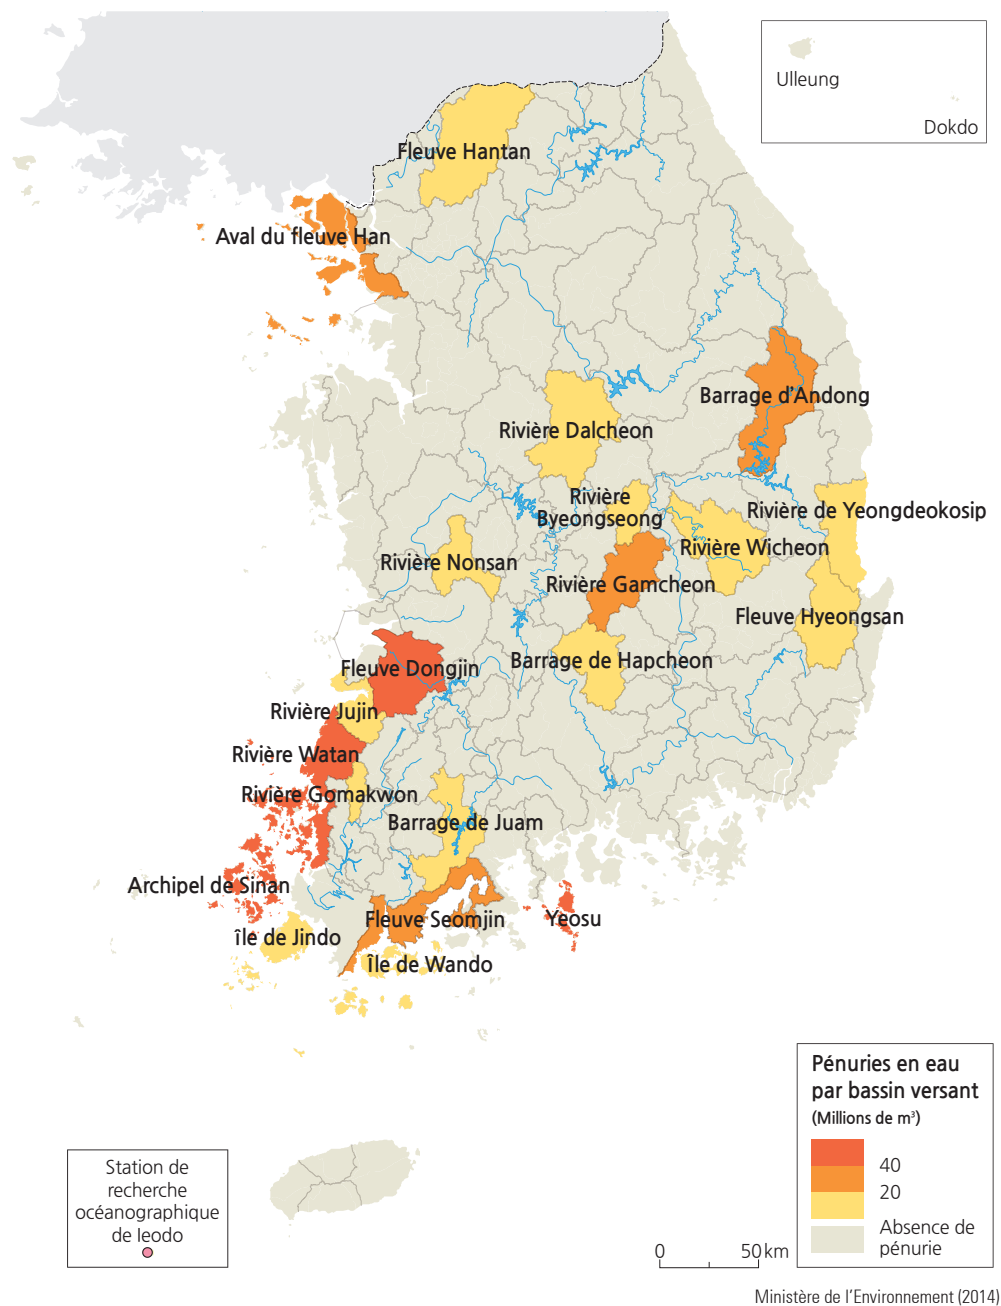 Ulleung
Dokdo
Fleuve Hantan
Aval du fleuve Han
Barrage d'Andong
Rivière Dalcheon
Rivière
Byeongseong
Rivière de Yeongdeokosip
Rivière Wicheon
Rivière Nonsan
Rivière Gamcheon
Fleuve Hyeongsan
Barrage de Hapcheon
Fleuve Dongjin
Rivière Jujin
Rivière Watan
Rivière Gomakwon
Barrage de Juam
Archipel de Sinan
Fleuve Seomjin
Yeosu
île de Jindo
Île de Wando
Pénuries en eau
par bassin versant
(Millions de m³)
40
20
Absence de
pénurie
Station de
recherche
océanographique
de Ieodo
0 50 km
Ministère de l'Environnement (2014)